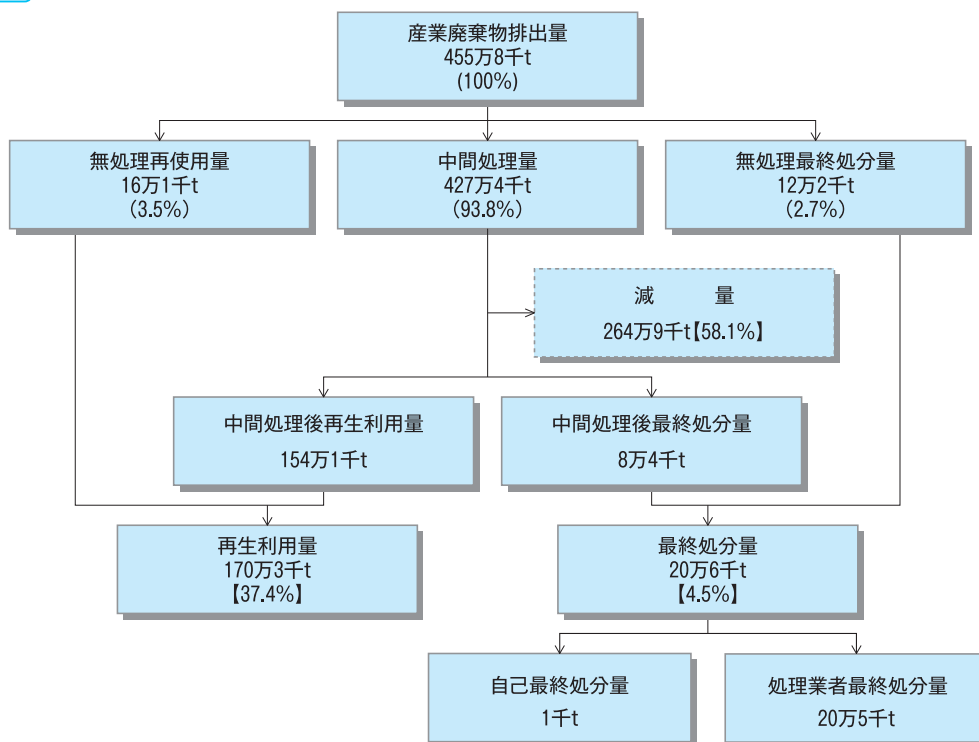 産業廃棄物排出量
455万8千t
(100%)
無処理再使用量
16万1千t
(3.5%)
中間処理量
427万4千t
(93.8%)
無処理最終処分量
12万2千t
(2.7%)
減 量
264万9千t【58.1%】
中間処理後再生利用量
154万1千t
中間処理後最終処分量
8万4千t
再生利用量
170万3千t
【37.4%】
最終処分量
20万6千t
【4.5%】
自己最終処分量
1千t
処理業者最終処分量
20万5千t